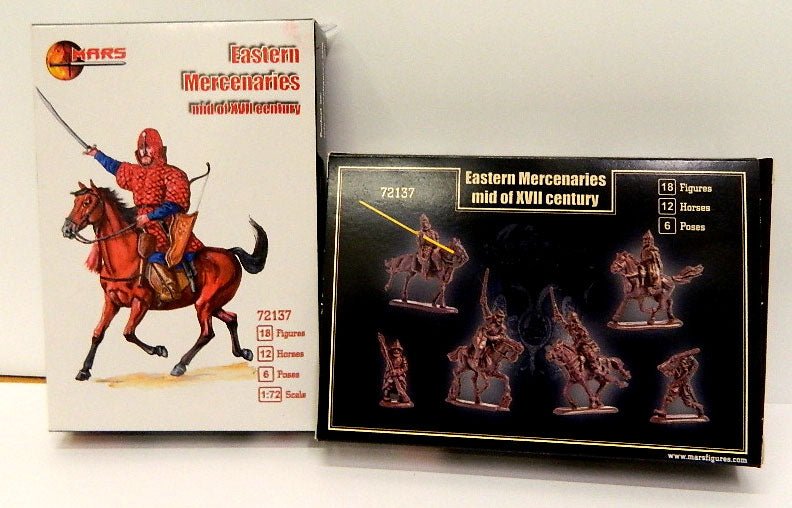 MARS
Eastern
Mercenaries
mid of XVII century
72137
18 Figures
12 Horses
6 Poses
1:72 Scale
72137
Eastern Mercenaries
mid of XVII century
18 Figures
12 Horses
6 Poses
www.marsfigures.com